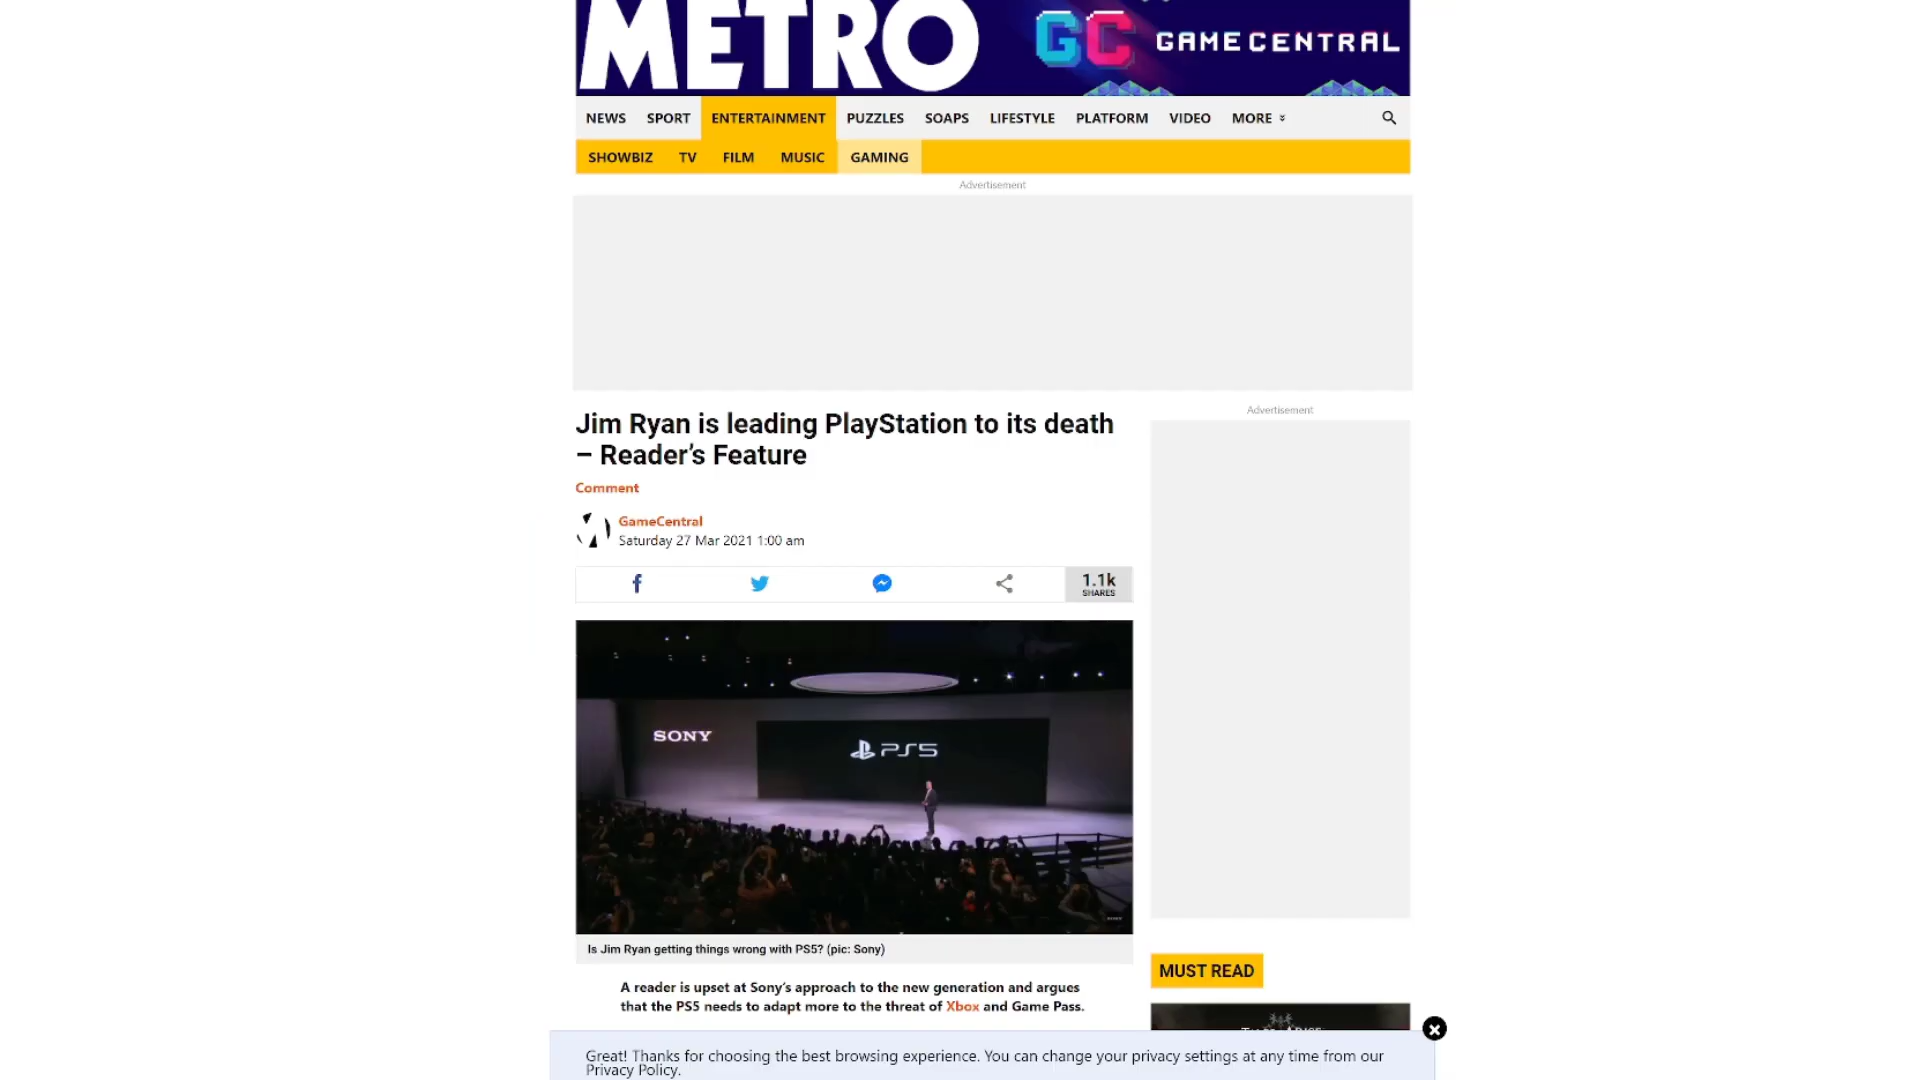 METRO
GC GAME CENTRAL
NEWS SPORT ENTERTAINMENT PUZZLES SOAPS LIFESTYLE PLATFORM VIDEO MORE
SHOWBIZ TV FILM MUSIC GAMING
Advertisement
Jim Ryan is leading PlayStation to its death
– Reader’s Feature
Comment
GameCentral
Saturday 27 Mar 2021 1:00 am
1.1k
SHARES
SONY
PS5
Is Jim Ryan getting things wrong with PS5? (pic: Sony)
A reader is upset at Sony’s approach to the new generation and argues
that the PS5 needs to adapt more to the threat of Xbox and Game Pass.
Advertisement
MUST READ
Great! Thanks for choosing the best browsing experience. You can change your privacy settings at any time from our
Privacy Policy.